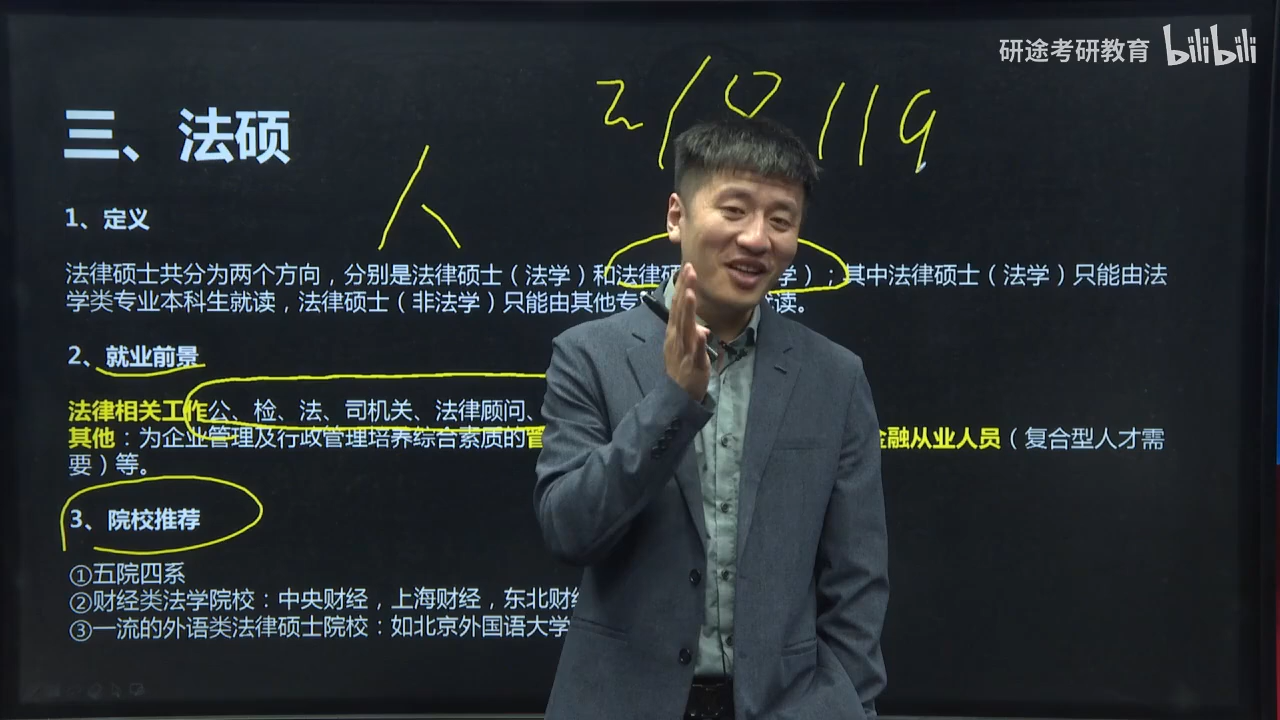 研途考研教育 bilibili
三、法硕
210119
人
1、定义
法律硕士共分为两个方向，分别是法律硕士（法学）和法律硕 学）；其中法律硕士（法学）只能由法
学类专业本科生就读，法律硕士（非法学）只能由其他专 读。
2、就业前景
法律相关工作公、检、法、司机关、法律顾问、
其他：为企业管理及行政管理培养综合素质的管 金融从业人员（复合型人才需
要）等。
3、院校推荐
①五院四系
②财经类法学院校：中央财经，上海财经，东北财经
③一流的外语类法律硕士院校：如北京外国语大学